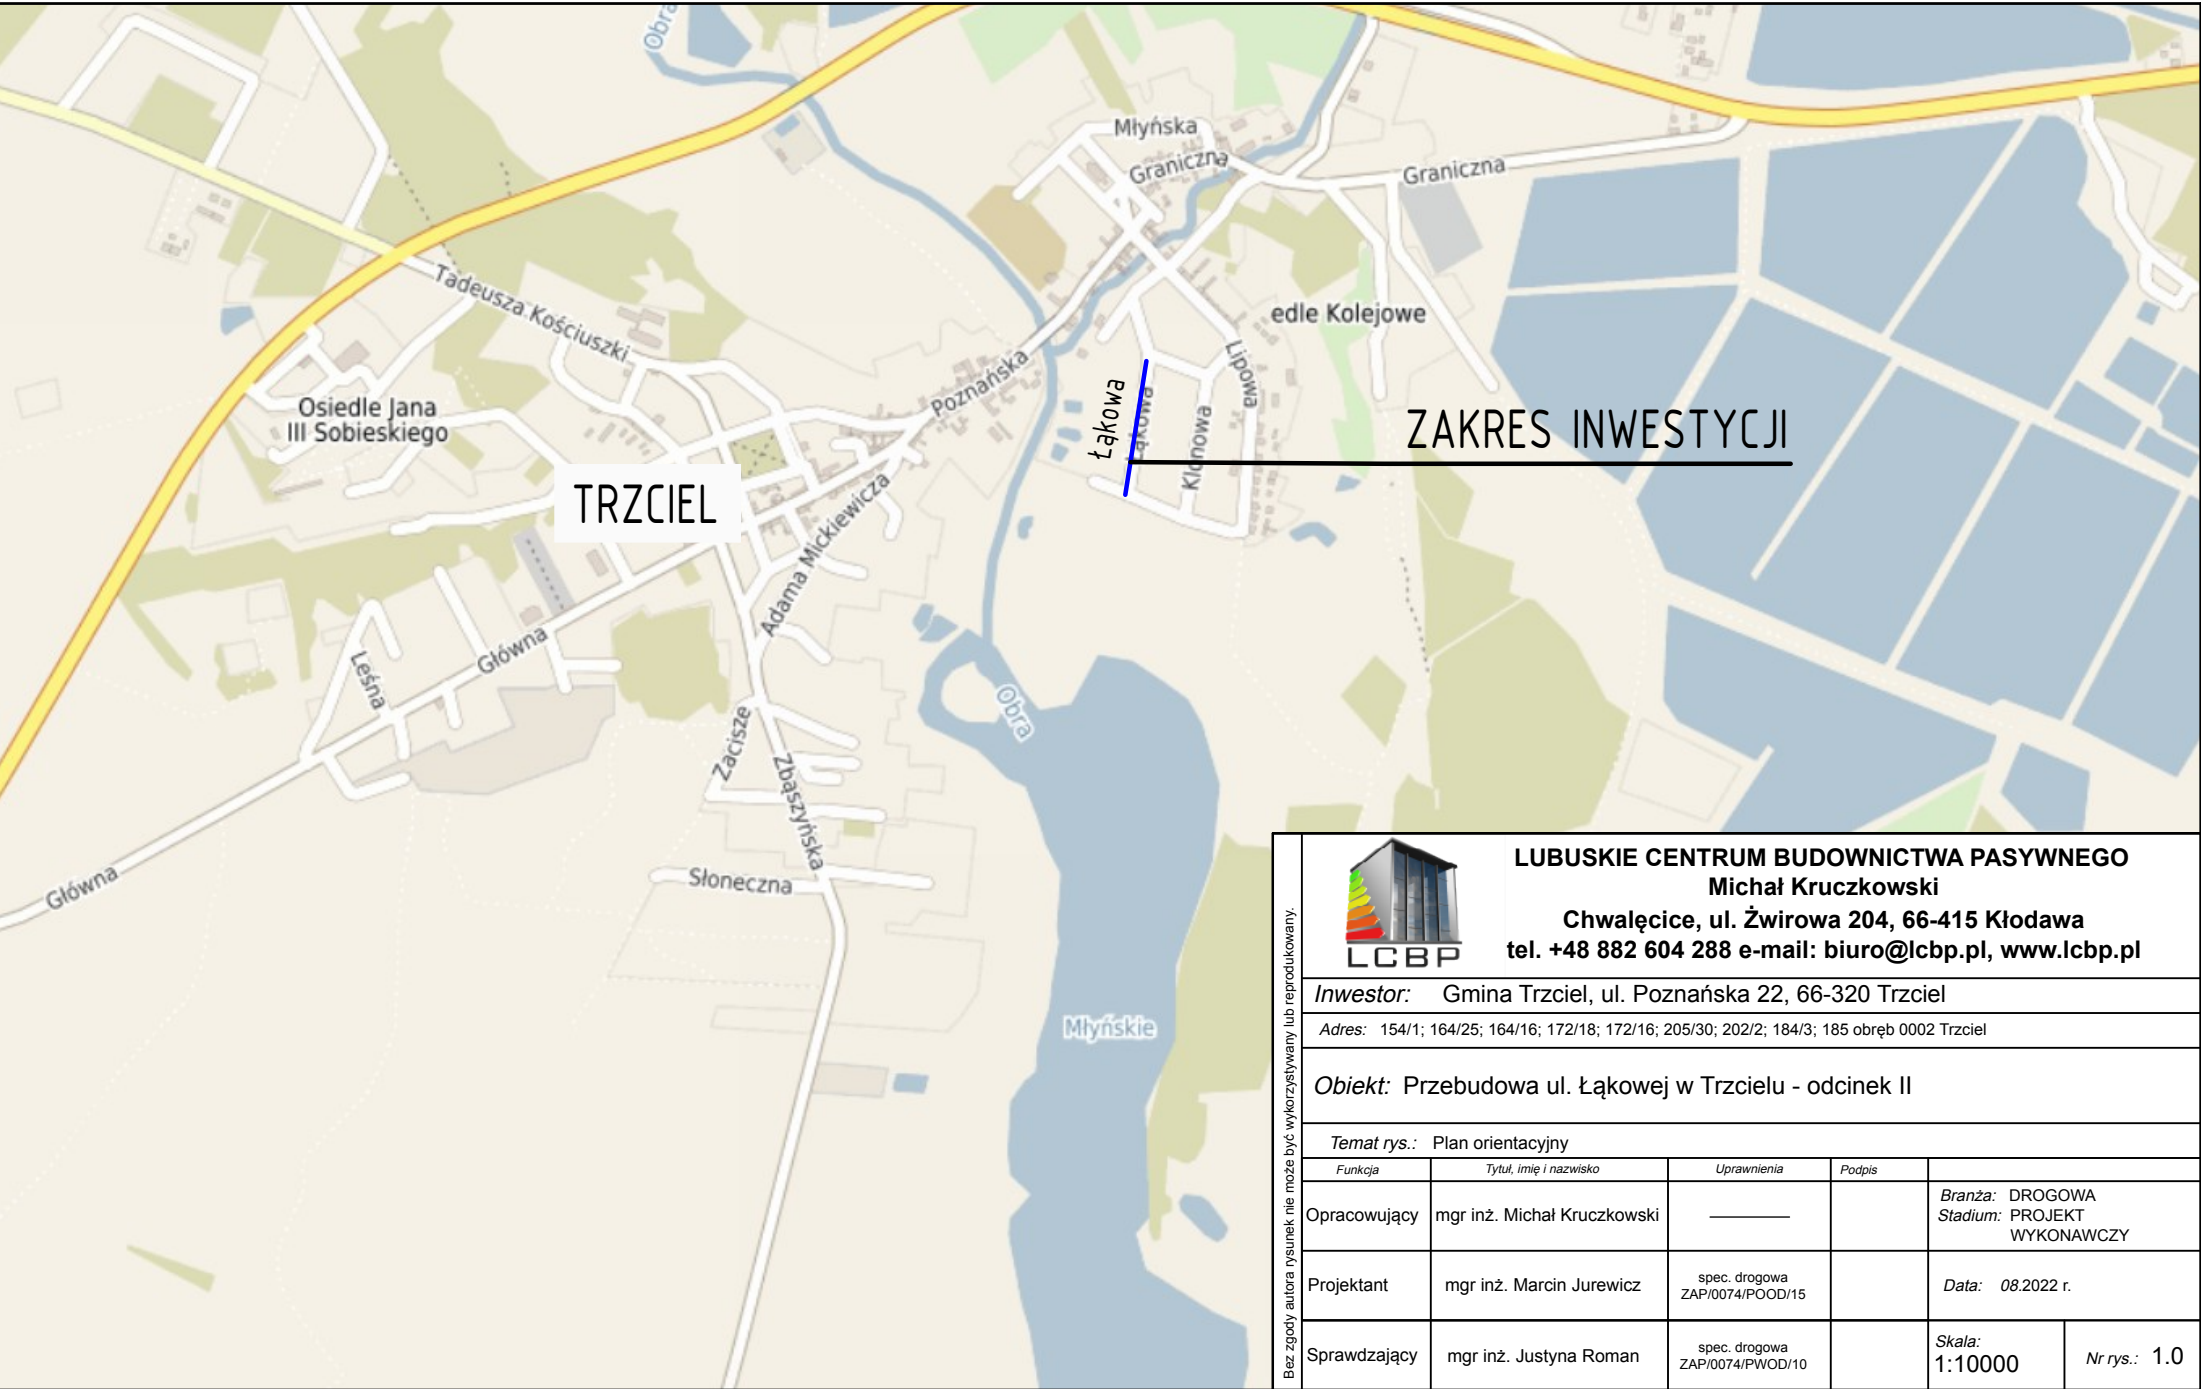 Obra
Młyńska
Graniczna
Graniczna
Tadeusza Kościuszki
edle Kolejowe
Lipowa
Poznańska
Łąkowa
Łąkowa
Klonowa
ZAKRES INWESTYCJI
Osiedle Jana
III Sobieskiego
TRZCIEL
Adama Mickiewicza
Główna
Leśna
Obra
Zacisze
Zbąszyńska
Główna
Słoneczna
Młyńskie
Bez zgody autora rysunek nie może być wykorzystywany lub reprodukowany.
LCBP
LUBUSKIE CENTRUM BUDOWNICTWA PASYWNEGO
Michał Kruczkowski
Chwalęcice, ul. Żwirowa 204, 66-415 Kłodawa
tel. +48 882 604 288 e-mail: biuro@lcbp.pl, www.lcbp.pl
Inwestor: Gmina Trzciel, ul. Poznańska 22, 66-320 Trzciel
Adres: 154/1; 164/25; 164/16; 172/18; 172/16; 205/30; 202/2; 184/3; 185 obręb 0002 Trzciel
Obiekt: Przebudowa ul. Łąkowej w Trzcielu - odcinek II
Temat rys.: Plan orientacyjny
Funkcja Tytuł, imię i nazwisko Uprawnienia Podpis
Opracowujący mgr inż. Michał Kruczkowski
Branża: DROGOWA
Stadium: PROJEKT
WYKONAWCZY
Projektant mgr inż. Marcin Jurewicz
spec. drogowa
ZAP/0074/POOD/15
Data: 08.2022 r.
Sprawdzający mgr inż. Justyna Roman
spec. drogowa
ZAP/0074/PWOD/10
Skala:
1:10000
Nr rys.: 1.0